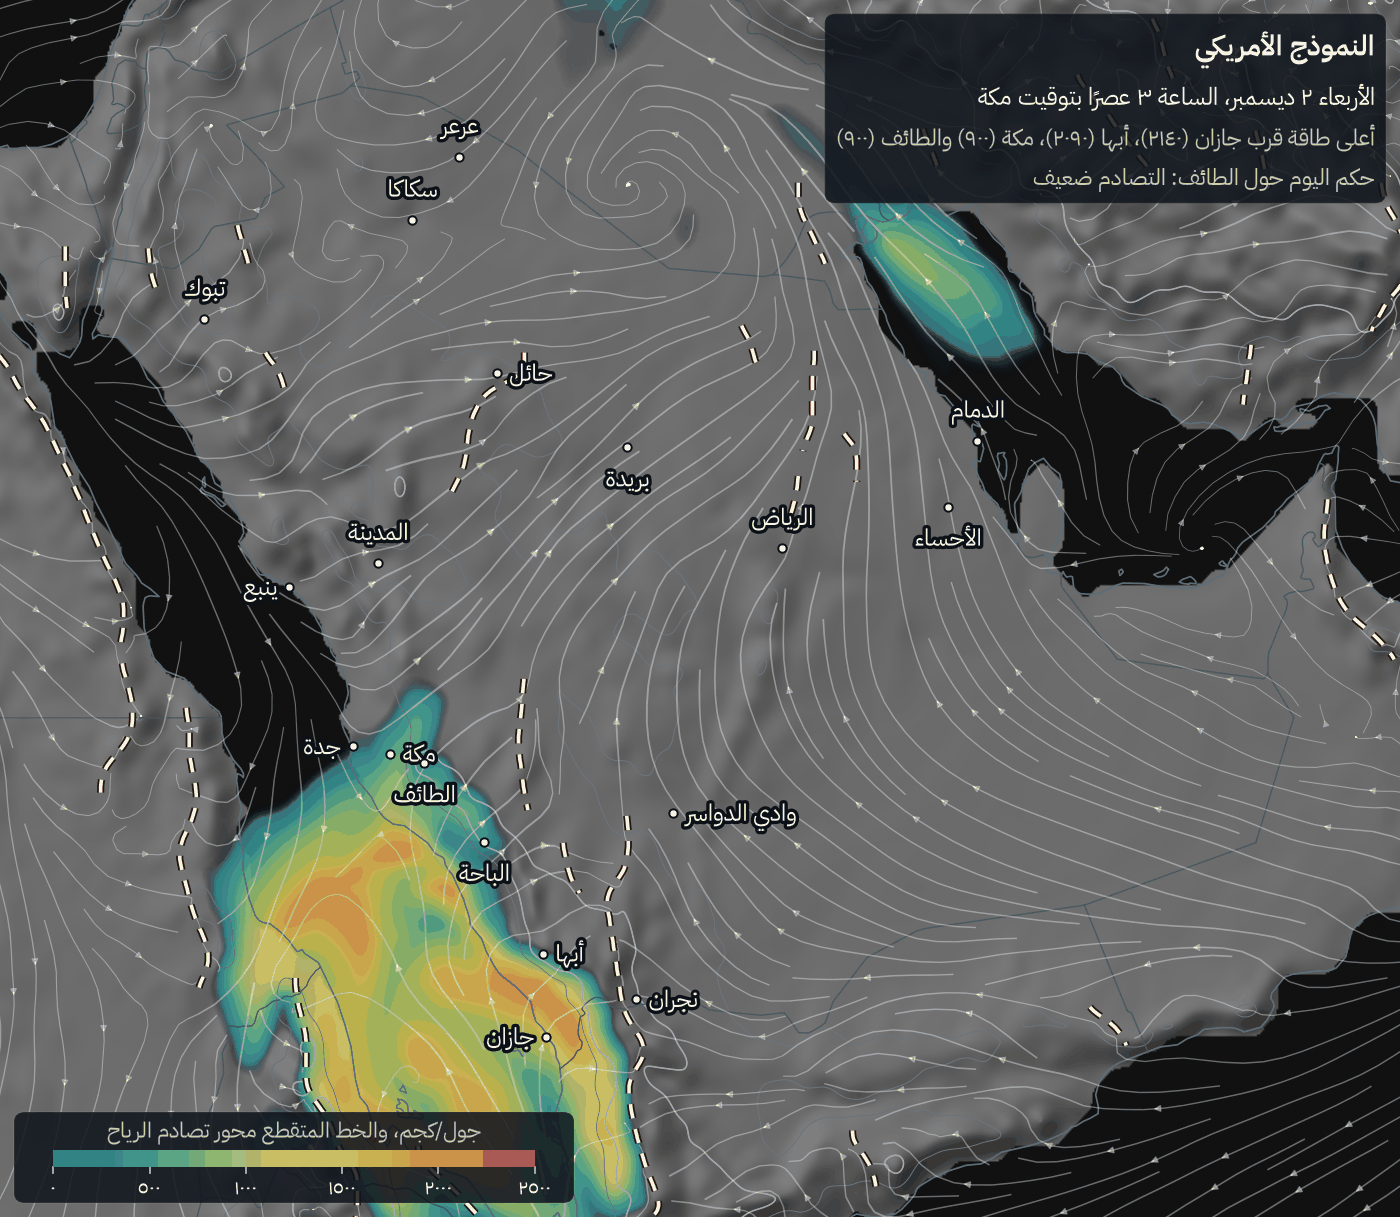 النموذج الأمريكي
الأربعاء ٢ ديسمبر، الساعة ٣ عصرًا بتوقيت مكة
أعلى طاقة قرب جازان (٢١٤٠)، أبها (٢٠٩٠)، مكة (٩٠٠) والطائف (٩٠٠)
حكم اليوم حول الطائف: التصادم ضعيف
عرعر
سكاكا
تبوك
حائل
الدمام
بريدة
الرياض
الأحساء
المدينة
ينبع
جدة
مكة
الطائف
وادي الدواسر
الباحة
أبها
نجران
جازان
جول/كجم، والخط المتقطع محور تصادم الرياح
٠ ٥٠٠ ١٠٠٠ ١٥٠٠ ٢٠٠٠ ٢٥٠٠